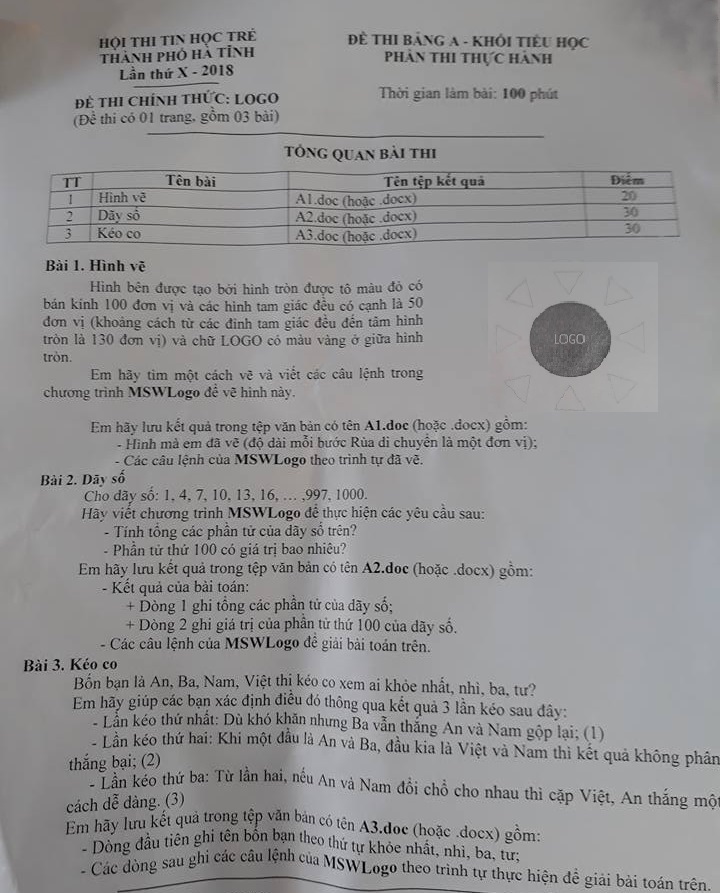 HỘI THI TIN HỌC TRẺ
THÀNH PHỐ HÀ TĨNH
Lần thứ X - 2018
ĐỀ THI CHÍNH THỨC: LOGO
(Đề thi có 01 trang, gồm 03 bài)
ĐỀ THI BẢNG A - KHỐI TIỂU HỌC
PHẦN THI THỰC HÀNH
Thời gian làm bài: 100 phút
TỔNG QUAN BÀI THI
TT Tên bài Tên tệp kết quả Điểm
1 Hình vẽ A1.doc (hoặc .docx) 20
2 Dãy số A2.doc (hoặc .docx) 30
3 Kéo co A3.doc (hoặc .docx) 30
Bài 1. Hình vẽ
Hình bên được tạo bởi hình tròn được tô màu đỏ có
bán kính 100 đơn vị và các hình tam giác đều có cạnh là 50
đơn vị (khoảng cách từ các đỉnh tam giác đều đến tâm hình
tròn là 130 đơn vị) và chữ LOGO có màu vàng ở giữa hình
tròn.
LOGO
Em hãy tìm một cách vẽ và viết các câu lệnh trong
chương trình MSWLogo để vẽ hình này.
Em hãy lưu kết quả trong tệp văn bản có tên A1.doc (hoặc .docx) gồm:
- Hình mà em đã vẽ (độ dài mỗi bước Rùa di chuyển là một đơn vị);
- Các câu lệnh của MSWLogo theo trình tự đã vẽ.
Bài 2. Dãy số
Cho dãy số: 1, 4, 7, 10, 13, 16, … ,997, 1000.
Hãy viết chương trình MSWLogo để thực hiện các yêu cầu sau:
- Tính tổng các phần tử của dãy số trên?
- Phần tử thứ 100 có giá trị bao nhiêu?
Em hãy lưu kết quả trong tệp văn bản có tên A2.doc (hoặc .docx) gồm:
- Kết quả của bài toán:
+ Dòng 1 ghi tổng các phần tử của dãy số;
+ Dòng 2 ghi giá trị của phần tử thứ 100 của dãy số.
- Các câu lệnh của MSWLogo để giải bài toán trên.
Bài 3. Kéo co
Bốn bạn là An, Ba, Nam, Việt thi kéo co xem ai khỏe nhất, nhì, ba, tư?
Em hãy giúp các bạn xác định điều đó thông qua kết quả 3 lần kéo sau đây:
- Lần kéo thứ nhất: Dù khó khăn nhưng Ba vẫn thắng An và Nam gộp lại; (1)
- Lần kéo thứ hai: Khi một đầu là An và Ba, đầu kia là Việt và Nam thì kết quả không phân
thắng bại; (2)
- Lần kéo thứ ba: Từ lần hai, nếu An và Nam đổi chổ cho nhau thì cặp Việt, An thắng một
cách dễ dàng. (3)
Em hãy lưu kết quả trong tệp văn bản có tên A3.doc (hoặc .docx) gồm:
- Dòng đầu tiên ghi tên bốn bạn theo thứ tự khỏe nhất, nhì, ba, tư;
- Các dòng sau ghi các câu lệnh của MSWLogo theo trình tự thực hiện để giải bài toán trên.